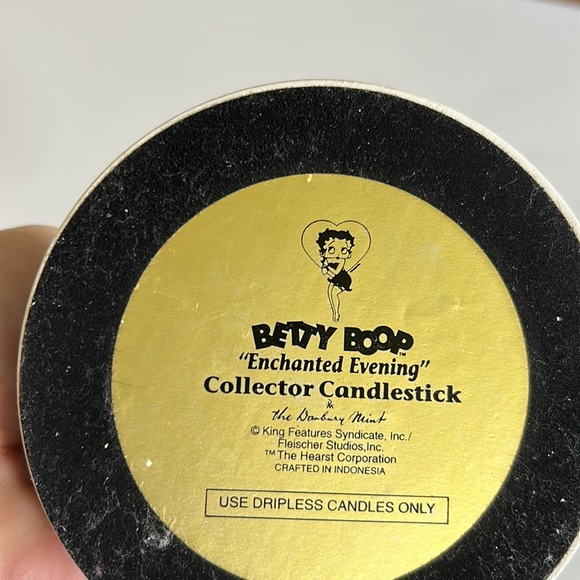 BETTY BOOP™
"Enchanted Evening"
Collector Candlestick
The Danbury Mint
© King Features Syndicate, Inc./
Fleischer Studios,Inc.
™ The Hearst Corporation
CRAFTED IN INDONESIA
USE DRIPLESS CANDLES ONLY